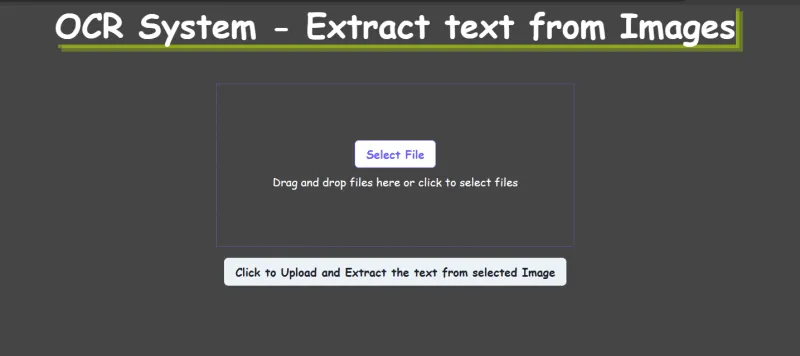 OCR System - Extract text from Images
Select File
Drag and drop files here or click to select files
Click to Upload and Extract the text from selected Image